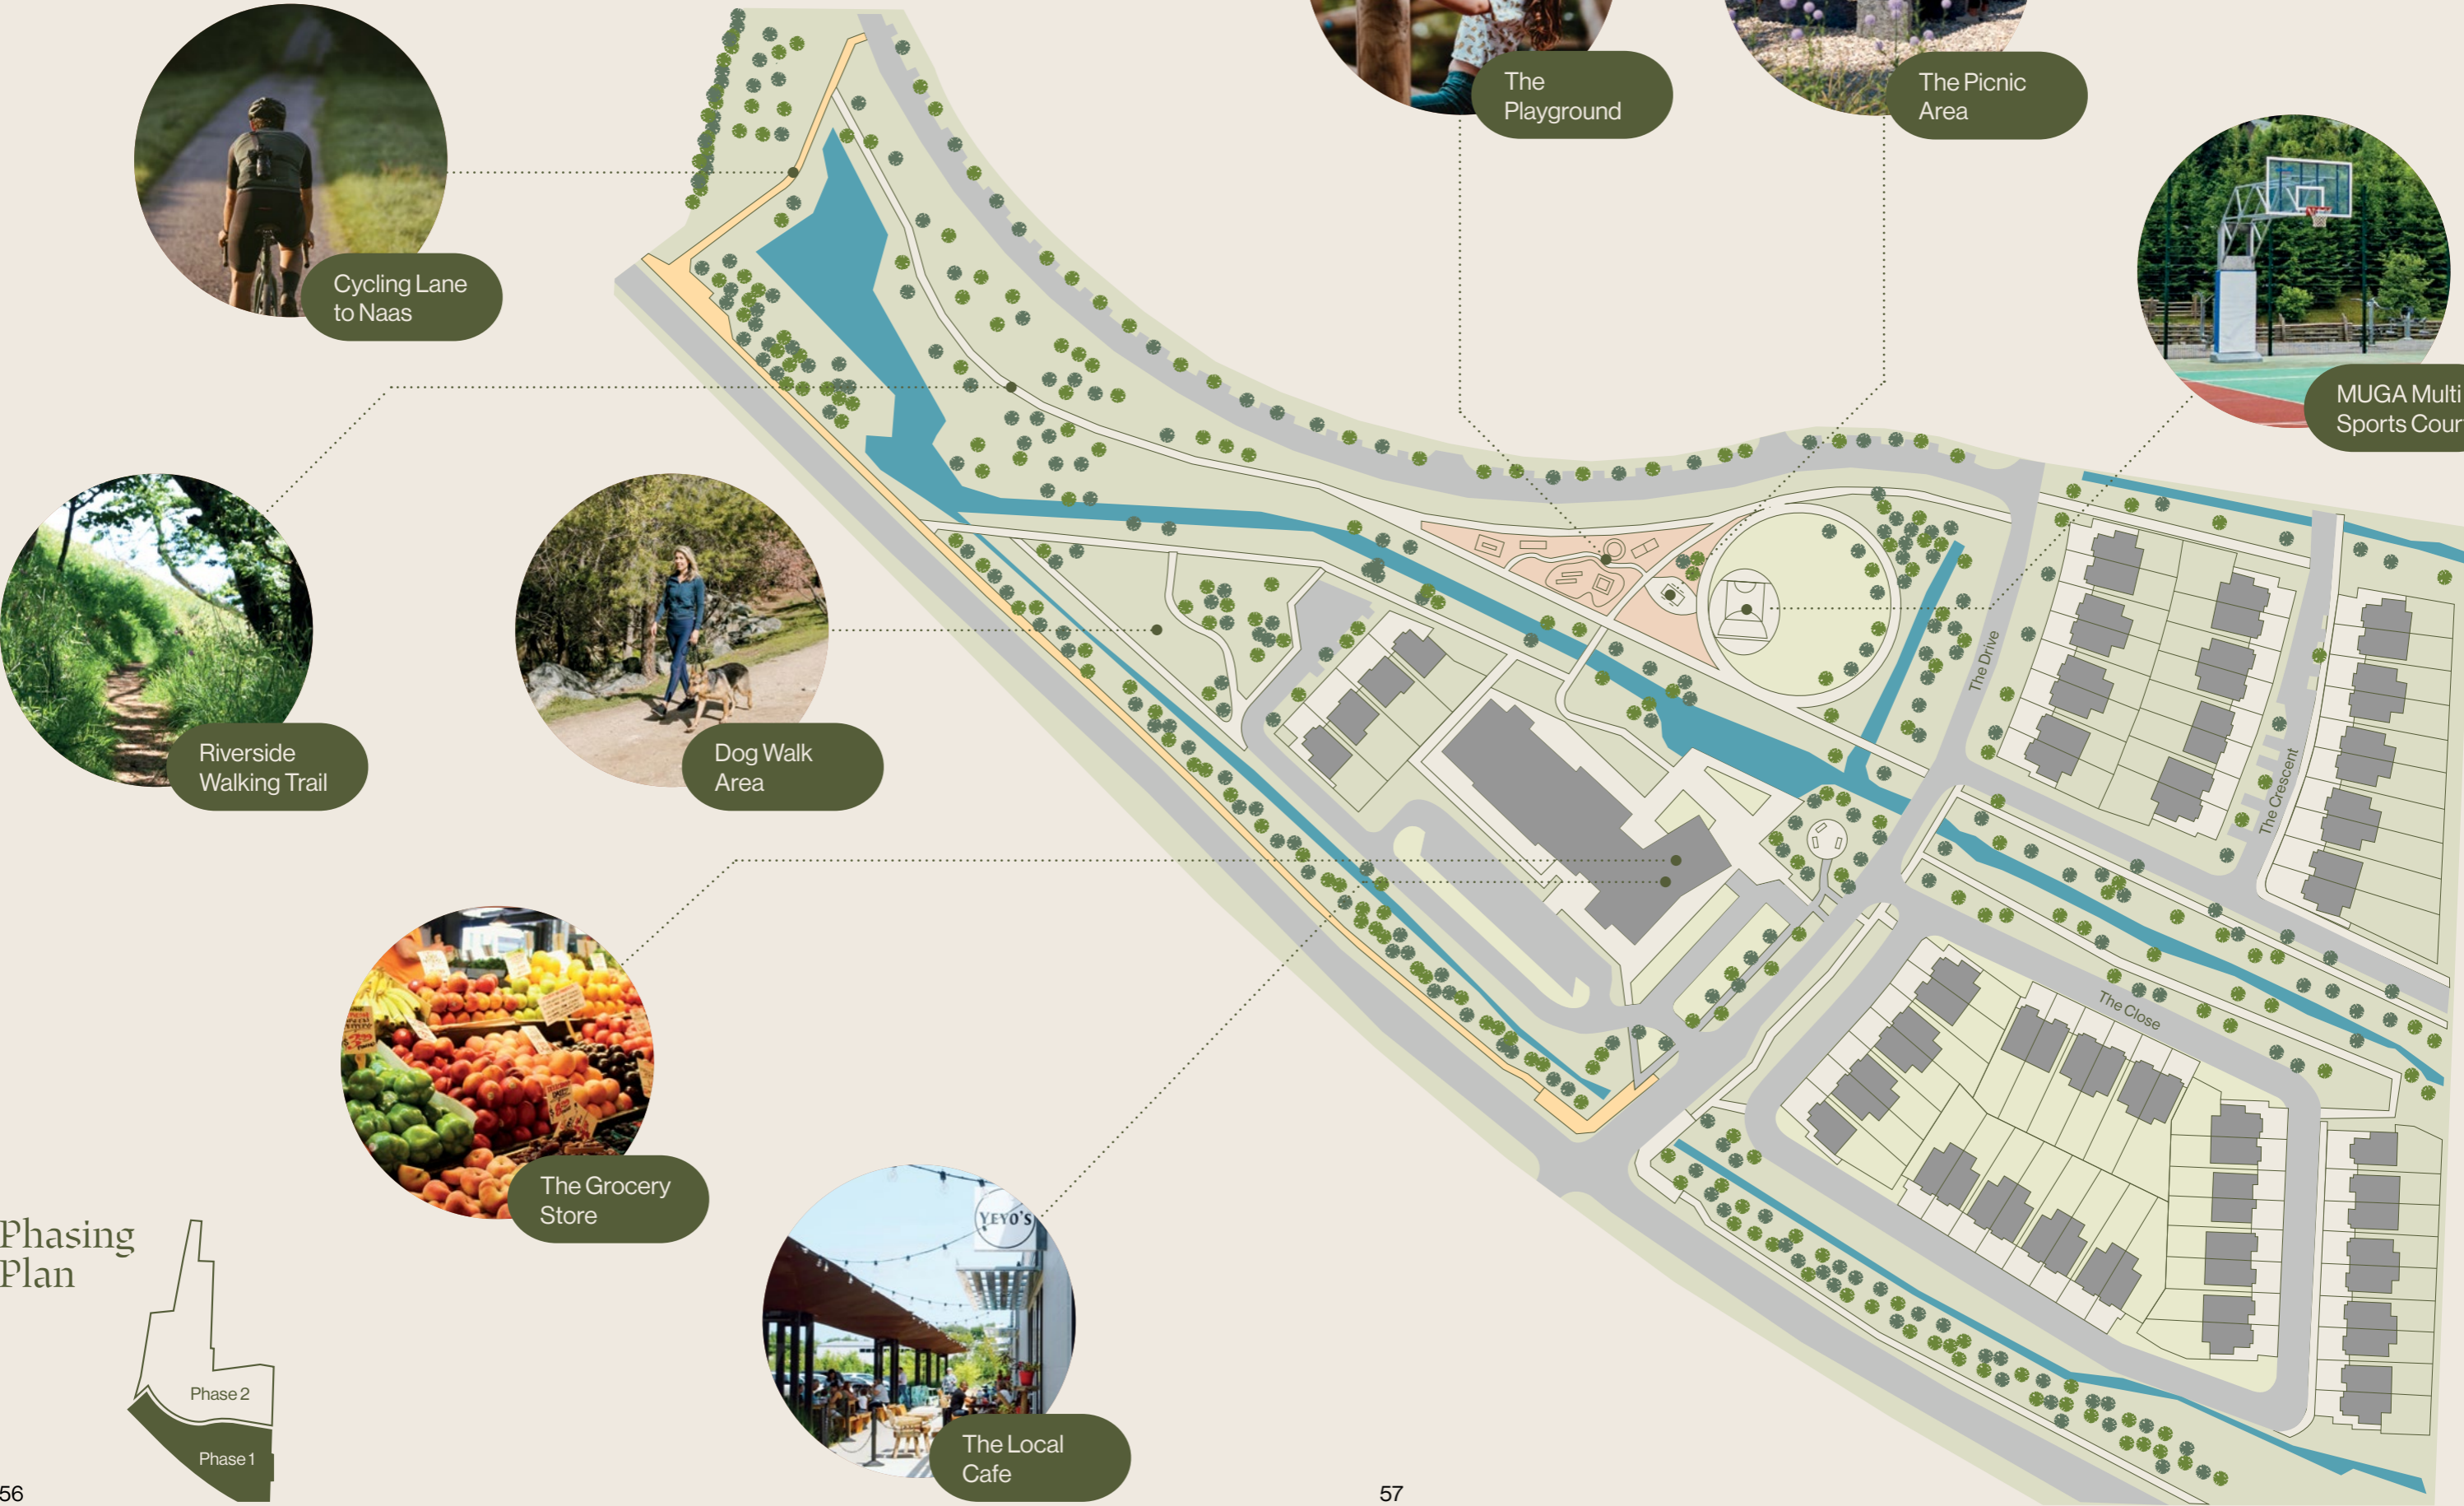 The
Playground
The Picnic
Area
Cycling Lane
to Naas
MUGA Multi
Sports Cour
Riverside
Walking Trail
Dog Walk
Area
The Drive
The Crescent
The Close
The Grocery
Store
YEYO'S
The Local
Cafe
Phasing
Plan
Phase 2
Phase 1
56
57